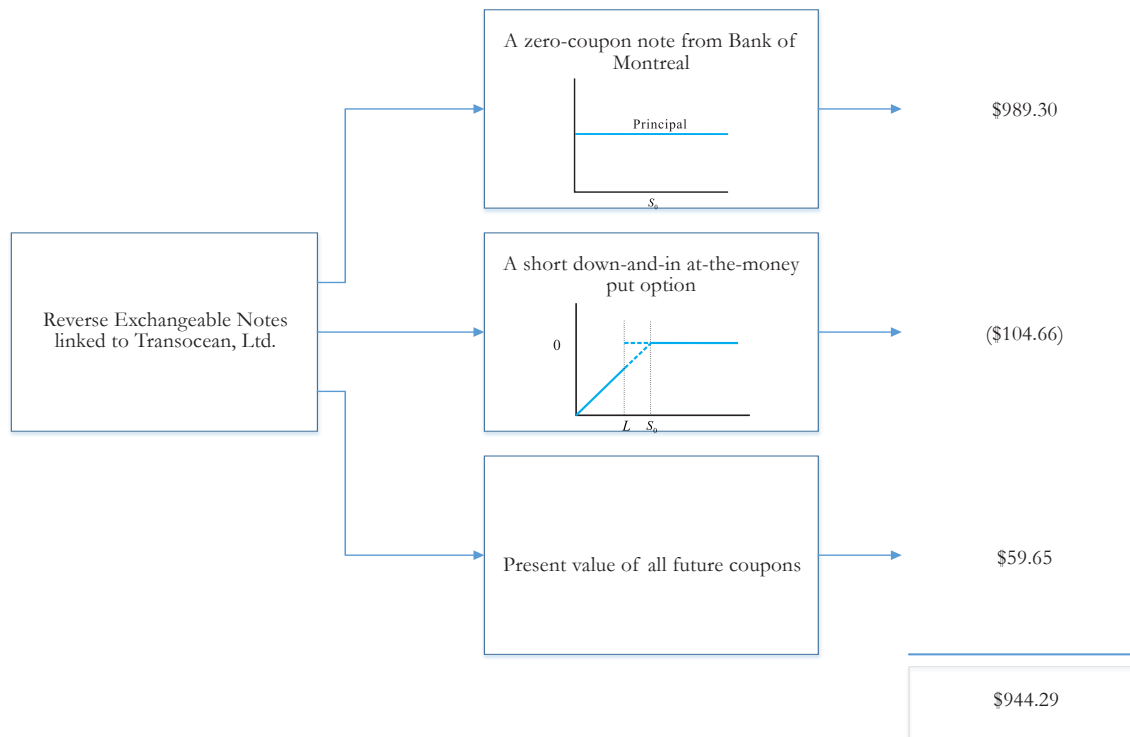 A zero-coupon note from Bank of
Montreal
Principal
S₀
$989.30
Reverse Exchangeable Notes
linked to Transocean, Ltd.
A short down-and-in at-the-money
put option
0
L S₀
($104.66)
Present value of all future coupons
$59.65
$944.29